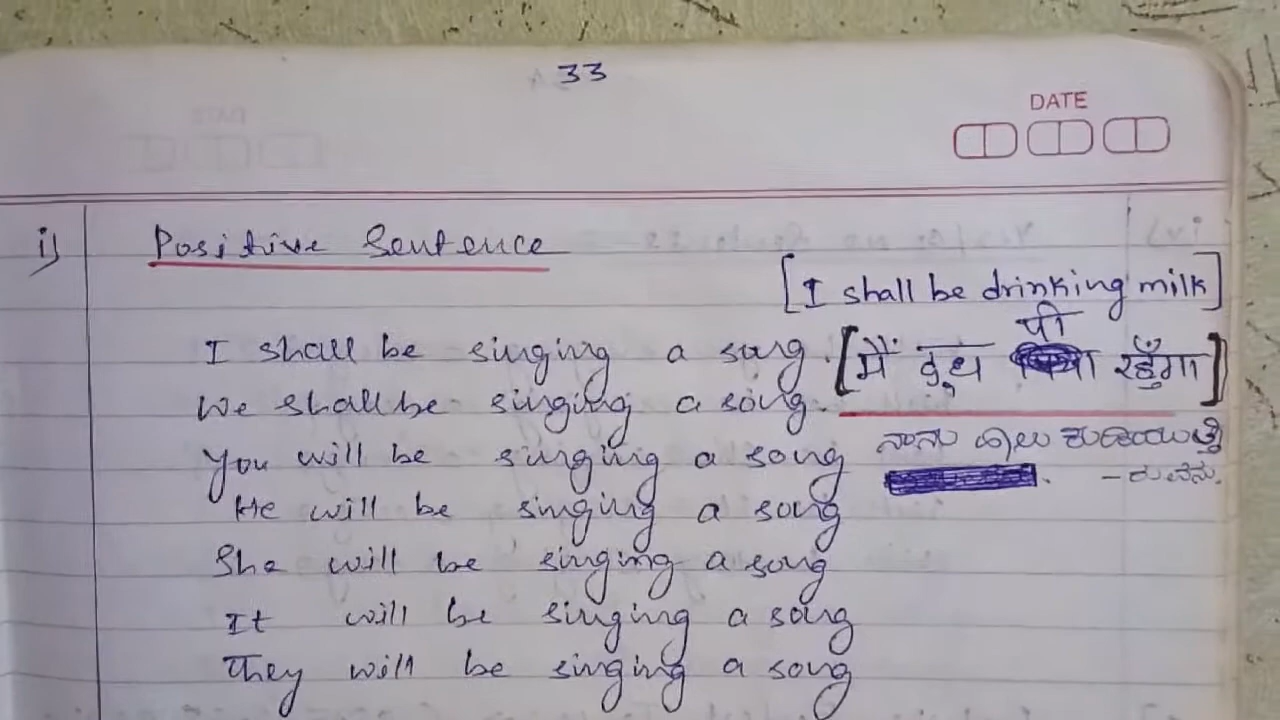 33
DATE
i) Positive Sentence
[I shall be drinking milk]
पी
I shall be singing a song. [मैं दुध रहुँगा]
We shall be singing a song.
You will be singing a song ನಾನು ಹಾಲು ಕುಡಿಯುತ್ತಿ
-ರುವೆನು.
He will be singing a song
She will be singing a song
It will be singing a song
They will be singing a song